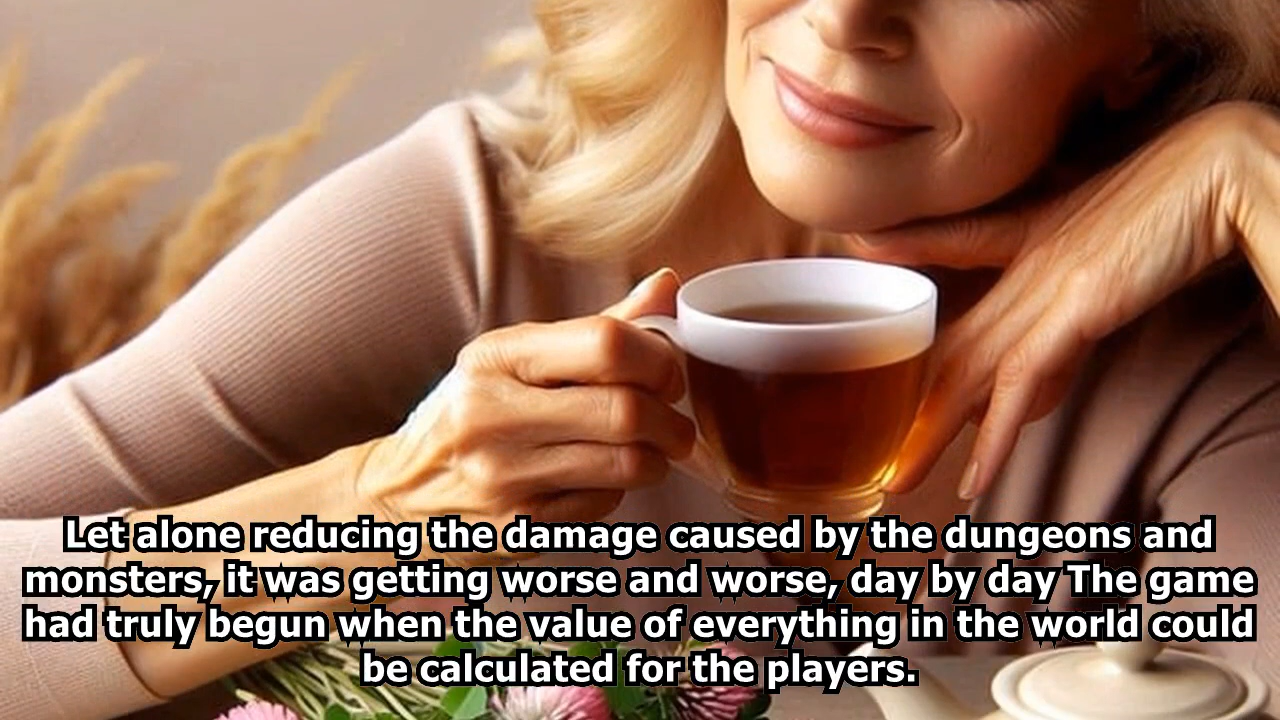 Let alone reducing the damage caused by the dungeons and
monsters, it was getting worse and worse, day by day The game
had truly begun when the value of everything in the world could
be calculated for the players.